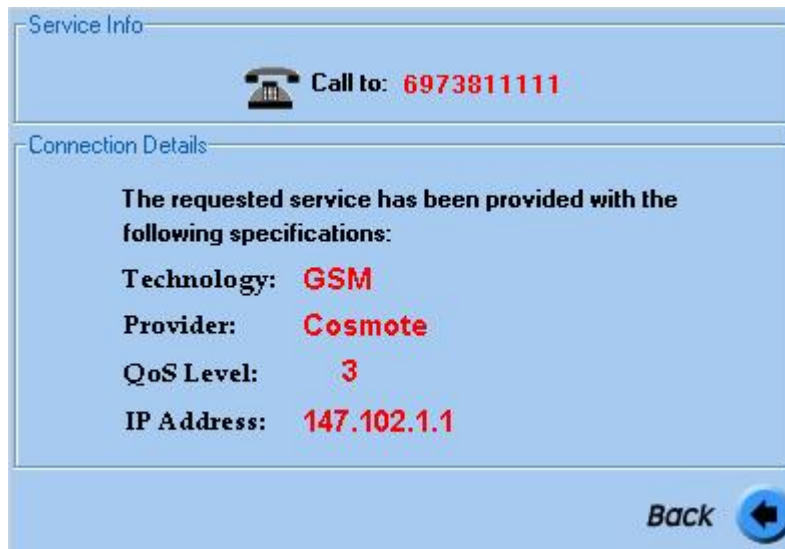 Service Info
Call to: 6973811111
Connection Details
The requested service has been provided with the
following specifications:
Technology: GSM
Provider: Cosmote
QoS Level: 3
IP Address: 147.102.1.1
Back